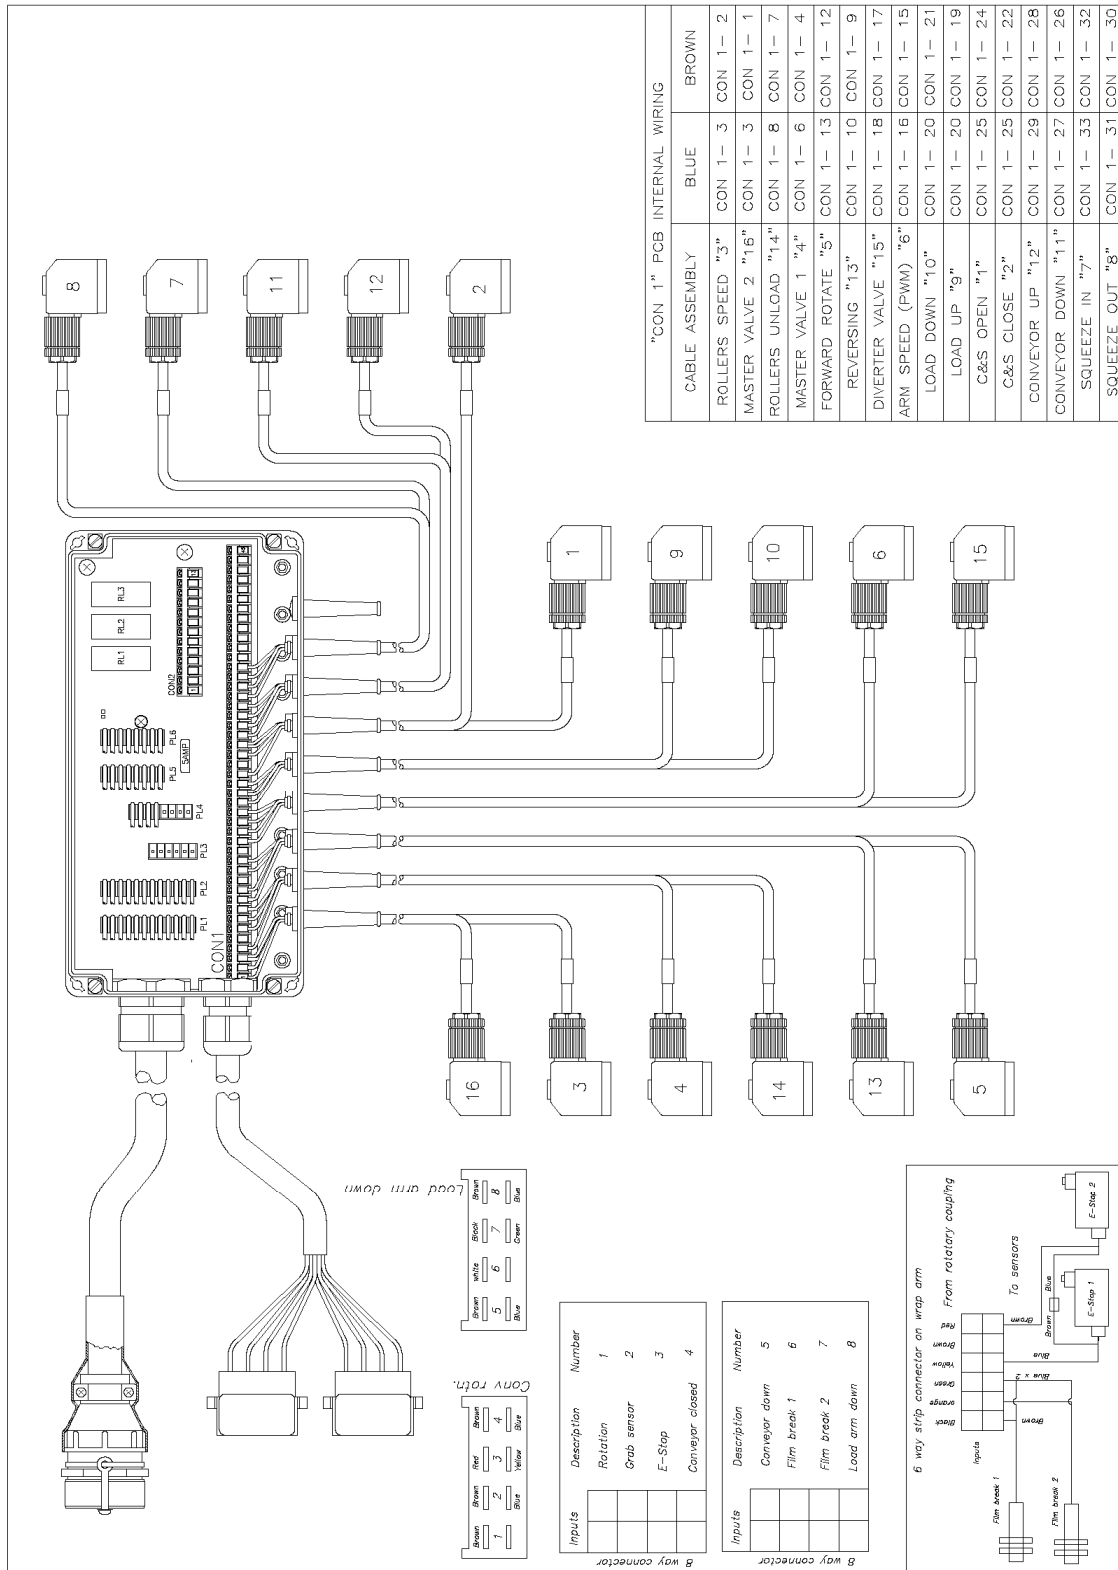 "CON 1" PCB INTERNAL WIRING
CABLE ASSEMBLY BLUE BROWN
ROLLERS SPEED "3" CON 1- 3 CON 1- 2
MASTER VALVE 2 "16" CON 1- 3 CON 1- 1
ROLLERS UNLOAD "14" CON 1- 8 CON 1- 7
MASTER VALVE 1 "4" CON 1- 6 CON 1- 4
FORWARD ROTATE "5" CON 1- 13 CON 1- 12
REVERSING "13" CON 1- 10 CON 1- 9
DIVERTER VALVE "15" CON 1- 18 CON 1- 17
ARM SPEED (PWM) "6" CON 1- 16 CON 1- 15
LOAD DOWN "10" CON 1- 20 CON 1- 21
LOAD UP "9" CON 1- 20 CON 1- 19
C&S OPEN "1" CON 1- 25 CON 1- 24
C&S CLOSE "2" CON 1- 25 CON 1- 22
CONVEYOR UP "12" CON 1- 29 CON 1- 28
CONVEYOR DOWN "11" CON 1- 27 CON 1- 26
SQUEEZE IN "7" CON 1- 33 CON 1- 32
SQUEEZE OUT "8" CON 1- 31 CON 1- 30
8
7
11
12
2
1
9
10
6
15
16
3
4
14
13
5
RL1
RL2
RL3
CON2
1
PL6
PL5
5AMP
PL4
PL3
PL2
PL1
CON1
Load arm down
Brown white Black Brown
5 6 7 8
Blue Green Blue
Conv rotn.
Brown Brown Red Brown
1 2 3 4
Blue Yellow Blue
Inputs Description Number
Rotation 1
Grab sensor 2
E-Stop 3
Conveyor closed 4
8 way connector
Inputs Description Number
Conveyor down 5
Film break 1 6
Film break 2 7
Load arm down 8
8 way connector
6 way strip connector on wrap arm
From rotatary coupling
To sensors
Inputs
Black
orange
Green
Yellow
Brown
Red
Brown
Blue x 2
Blue
Brown
Brown
Blue
Film break 1
Film break 2
E-Stop 1
E-Stop 2